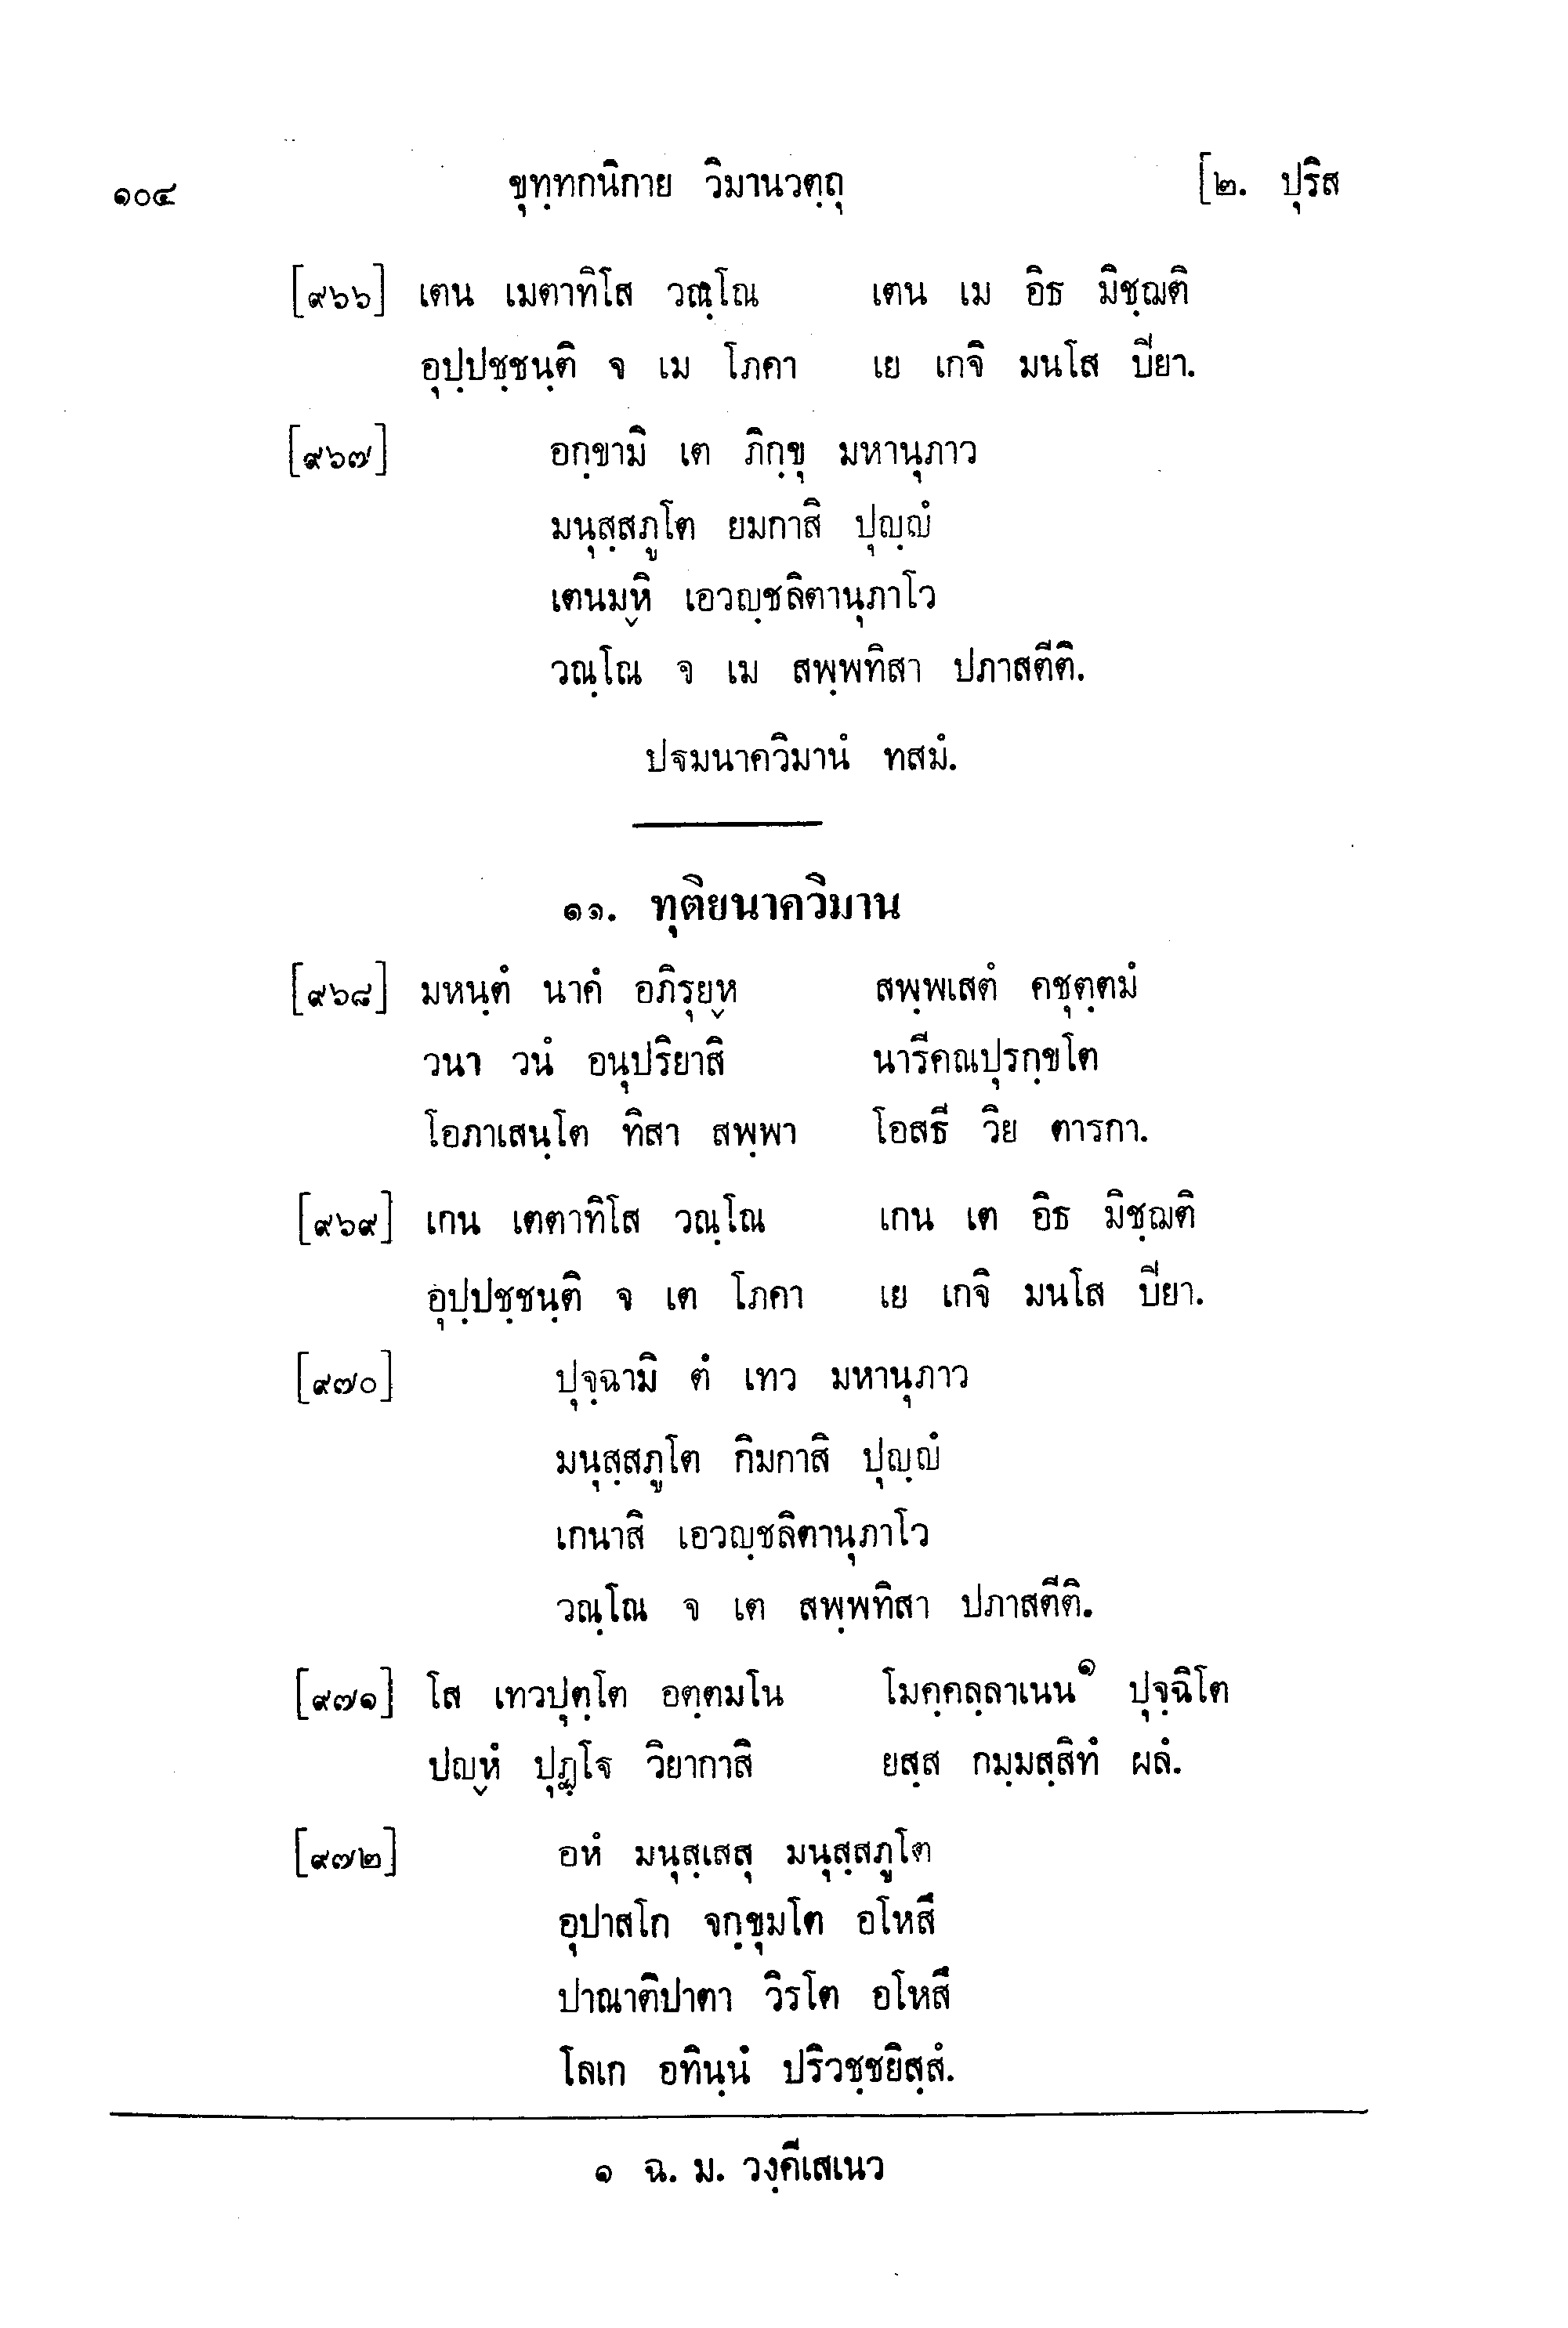 ๑๐๔ ขุทฺทกนิกาย วิมานวตฺถุ [๒. ปุริส
[๙๖๖] เตน เมตาทิโส วณฺโณ เตน เม อิธ มิชฺฌติ
อุปฺปชฺชนฺติ จ เม โภคา เย เกจิ มนโส ปิยา.
[๙๖๗] อกฺขามิ เต ภิกฺขุ มหานุภาว
มนุสฺสภูโต ยมกาสิ ปุญฺญํ
เตนมฺหิ เอวญฺชลิตานุภาโว
วณฺโณ จ เม สพฺพทิสา ปภาสตีติ.
ปฐมนาควิมานํ ทสมํ.
๑๑. ทุติยนาควิมาน
[๙๖๘] มหนฺตํ นาคํ อภิรุยฺห สพฺพเสตํ คชุตฺตมํ
วนา วนํ อนุปริยาสิ นารีคณปุรกฺขโต
โอภาเสนฺโต ทิสา สพฺพา โอสธี วิย ตารกา.
[๙๖๙] เกน เตตาทิโส วณฺโณ เกน เต อิธ มิชฺฌติ
อุปฺปชฺชนฺติ จ เต โภคา เย เกจิ มนโส ปิยา.
[๙๗๐] ปุจฺฉามิ ตํ เทว มหานุภาว
มนุสฺสภูโต กิมกาสิ ปุญฺญํ
เกนาสิ เอวญฺชลิตานุภาโว
วณฺโณ จ เต สพฺพทิสา ปภาสตีติ.
[๙๗๑] โส เทวปุตฺโต อตฺตมโน โมคฺคลฺลาเนน๑ ปุจฺฉิโต
ปญฺหํ ปุฏฺโฐ วิยากาสิ ยสฺส กมฺมสฺสิทํ ผลํ.
[๙๗๒] อหํ มนุสฺเสสุ มนุสฺสภูโต
อุปาสโก จกฺขุมโต อโหสึ
ปาณาติปาตา วิรโต อโหสึ
โลเก อทินฺนํ ปริวชฺชยิสฺสํ.
๑ ฉ. ม. วงฺคีเสเนว